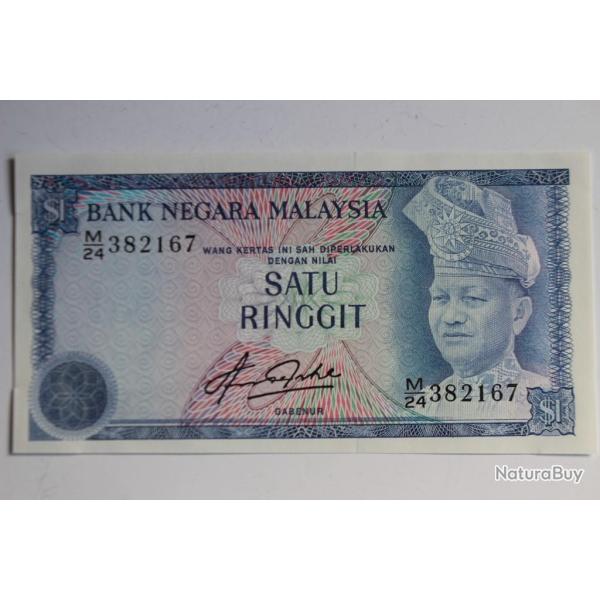 $1 BANK NEGARA MALAYSIA
M/24 382167
WANG KERTAS INI SAH DIPERLAKUKAN
DENGAN NILAI
SATU
RINGGIT
M/24 382167
GABENUR
$1
NaturaBuy